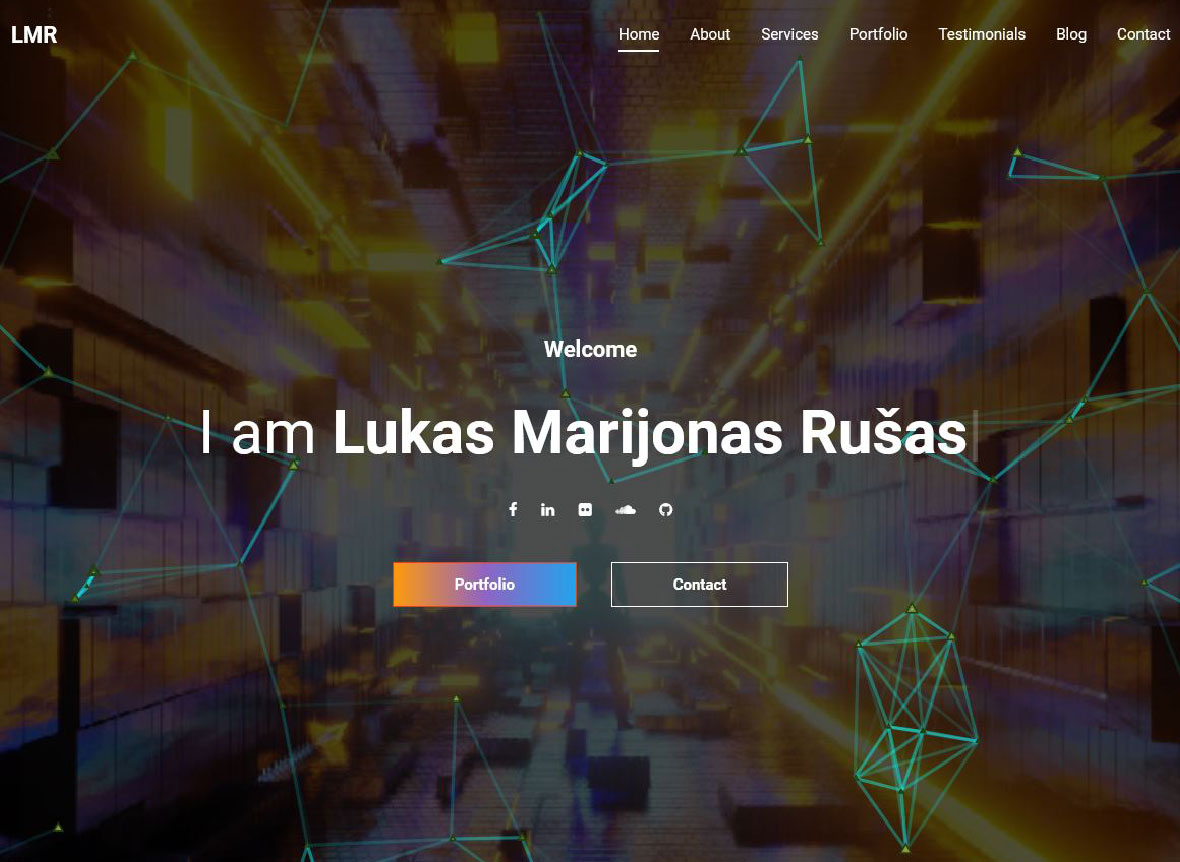 LMR
Home About Services Portfolio Testimonials Blog Contact
Welcome
I am Lukas Marijonas Rušas
Portfolio Contact